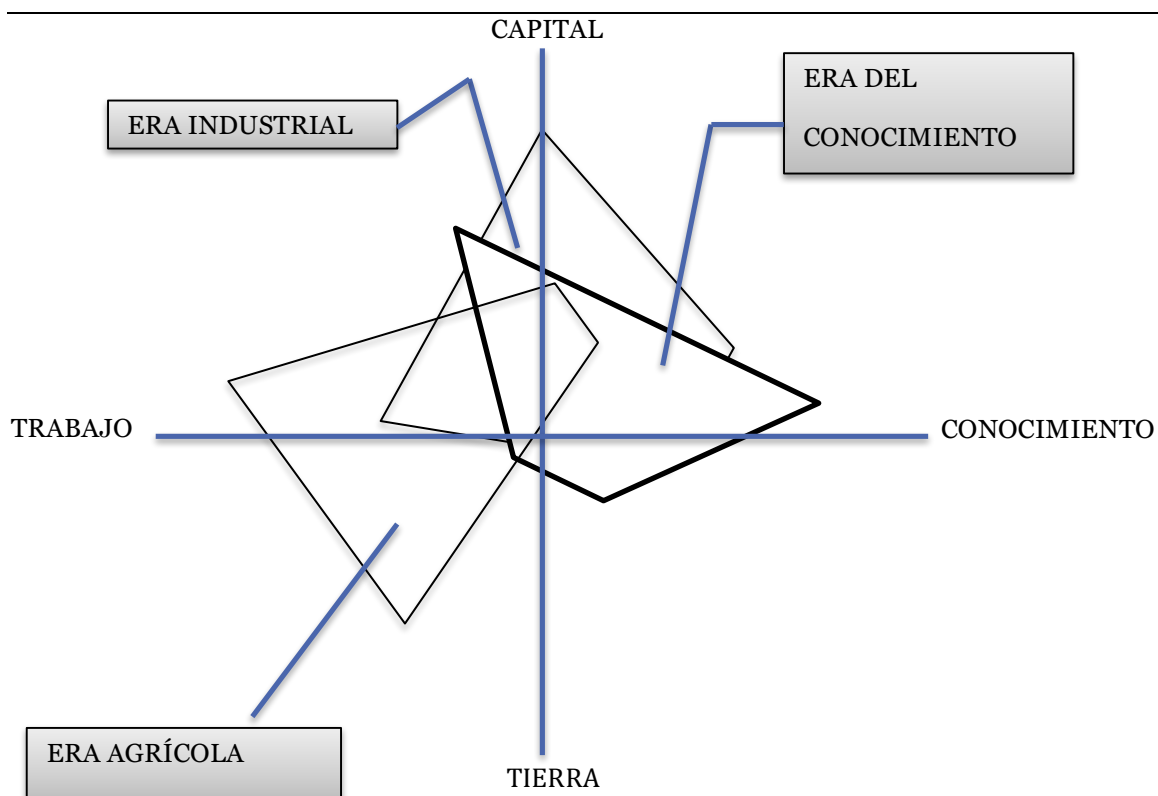 CAPITAL
ERA DEL
CONOCIMIENTO
ERA INDUSTRIAL
TRABAJO
CONOCIMIENTO
ERA AGRÍCOLA
TIERRA